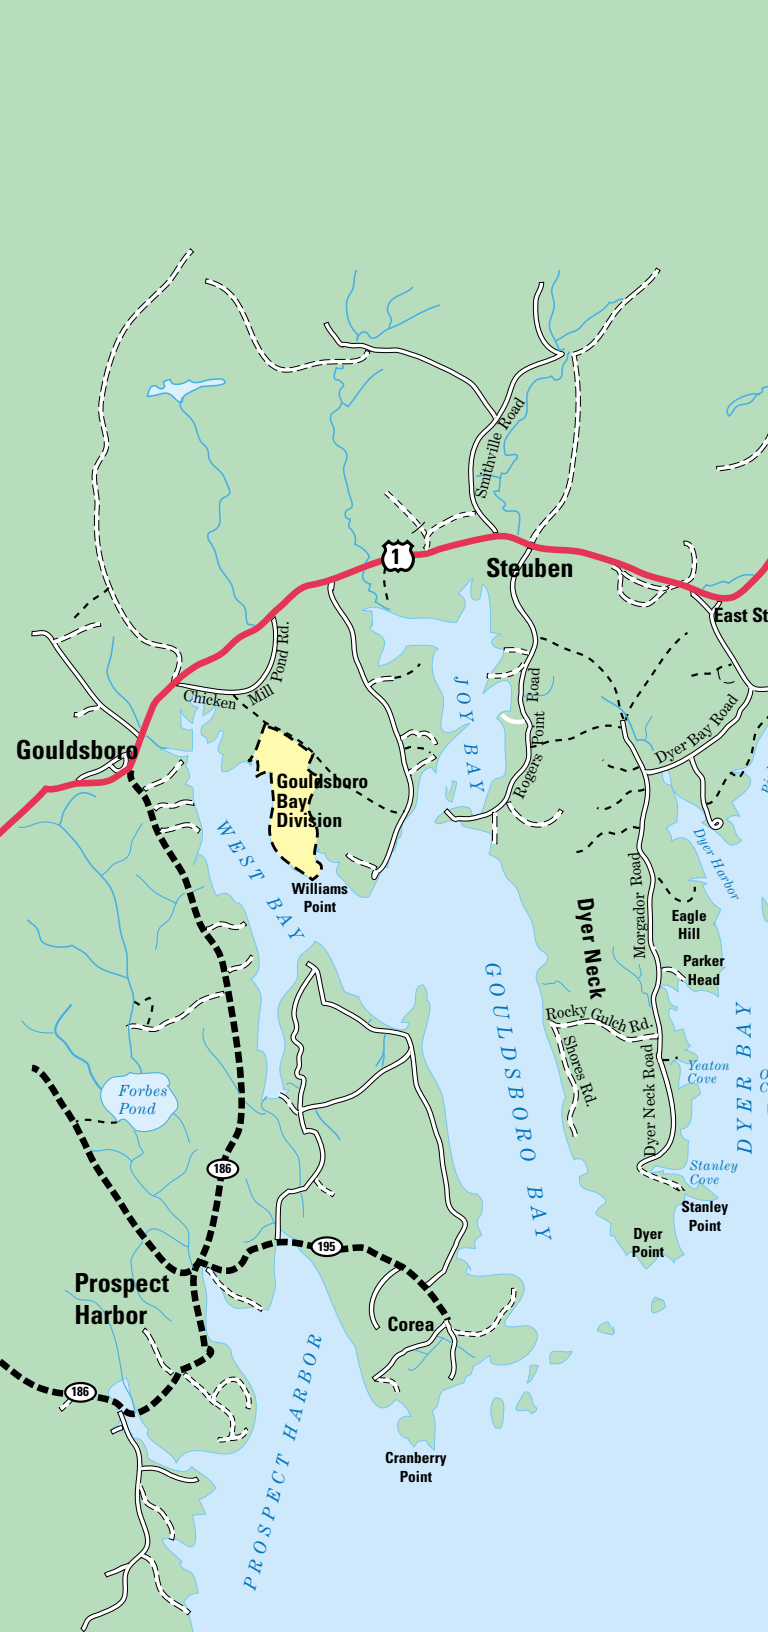 Smithville Road
1
Steuben
East St
Chicken Mill Pond Rd.
JOY BAY
Rogers Point Road
Dyer Bay Road
Gouldsboro
Gouldsboro
Bay
Division
WEST BAY
Dyer Harbor
Williams
Point
Morgador Road
Dyer Neck
Eagle
Hill
Parker
Head
GOULDSBORO BAY
Rocky Gulch Rd.
Shores Rd.
DYER BAY
Dyer Neck Road
Yeaton
Cove
Forbes
Pond
186
Stanley
Cove
Stanley
Point
Dyer
Point
195
Prospect
Harbor
Corea
186
PROSPECT HARBOR
Cranberry
Point